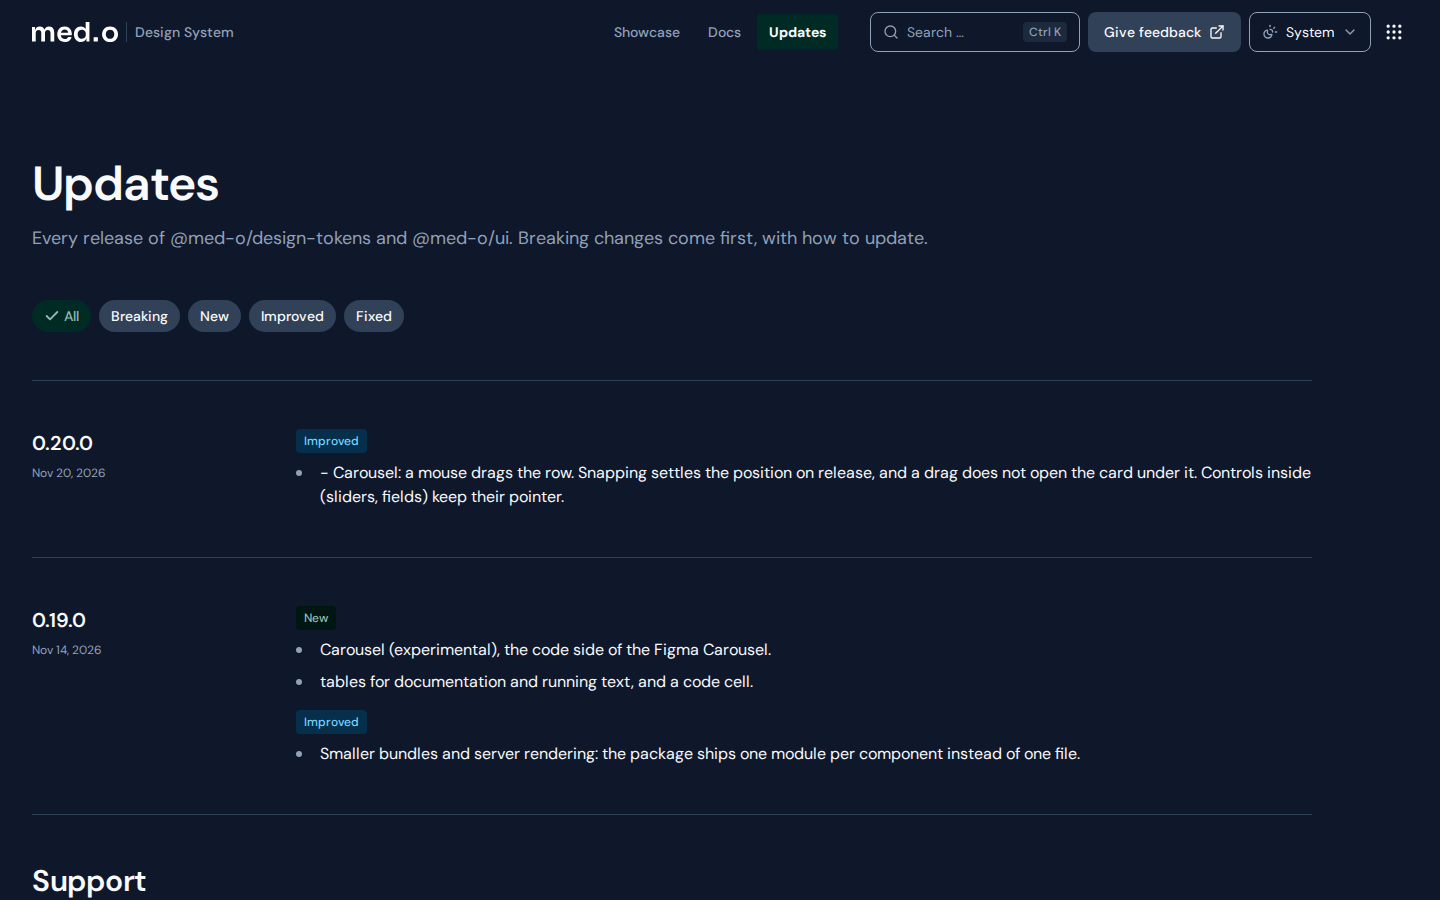 med.o Design System Showcase Docs Updates Search ... Ctrl K Give feedback System
Updates
Every release of @med-o/design-tokens and @med-o/ui. Breaking changes come first, with how to update.
All Breaking New Improved Fixed
0.20.0
Nov 20, 2026
Improved
- Carousel: a mouse drags the row. Snapping settles the position on release, and a drag does not open the card under it. Controls inside
(sliders, fields) keep their pointer.
0.19.0
Nov 14, 2026
New
Carousel (experimental), the code side of the Figma Carousel.
tables for documentation and running text, and a code cell.
Improved
Smaller bundles and server rendering: the package ships one module per component instead of one file.
Support